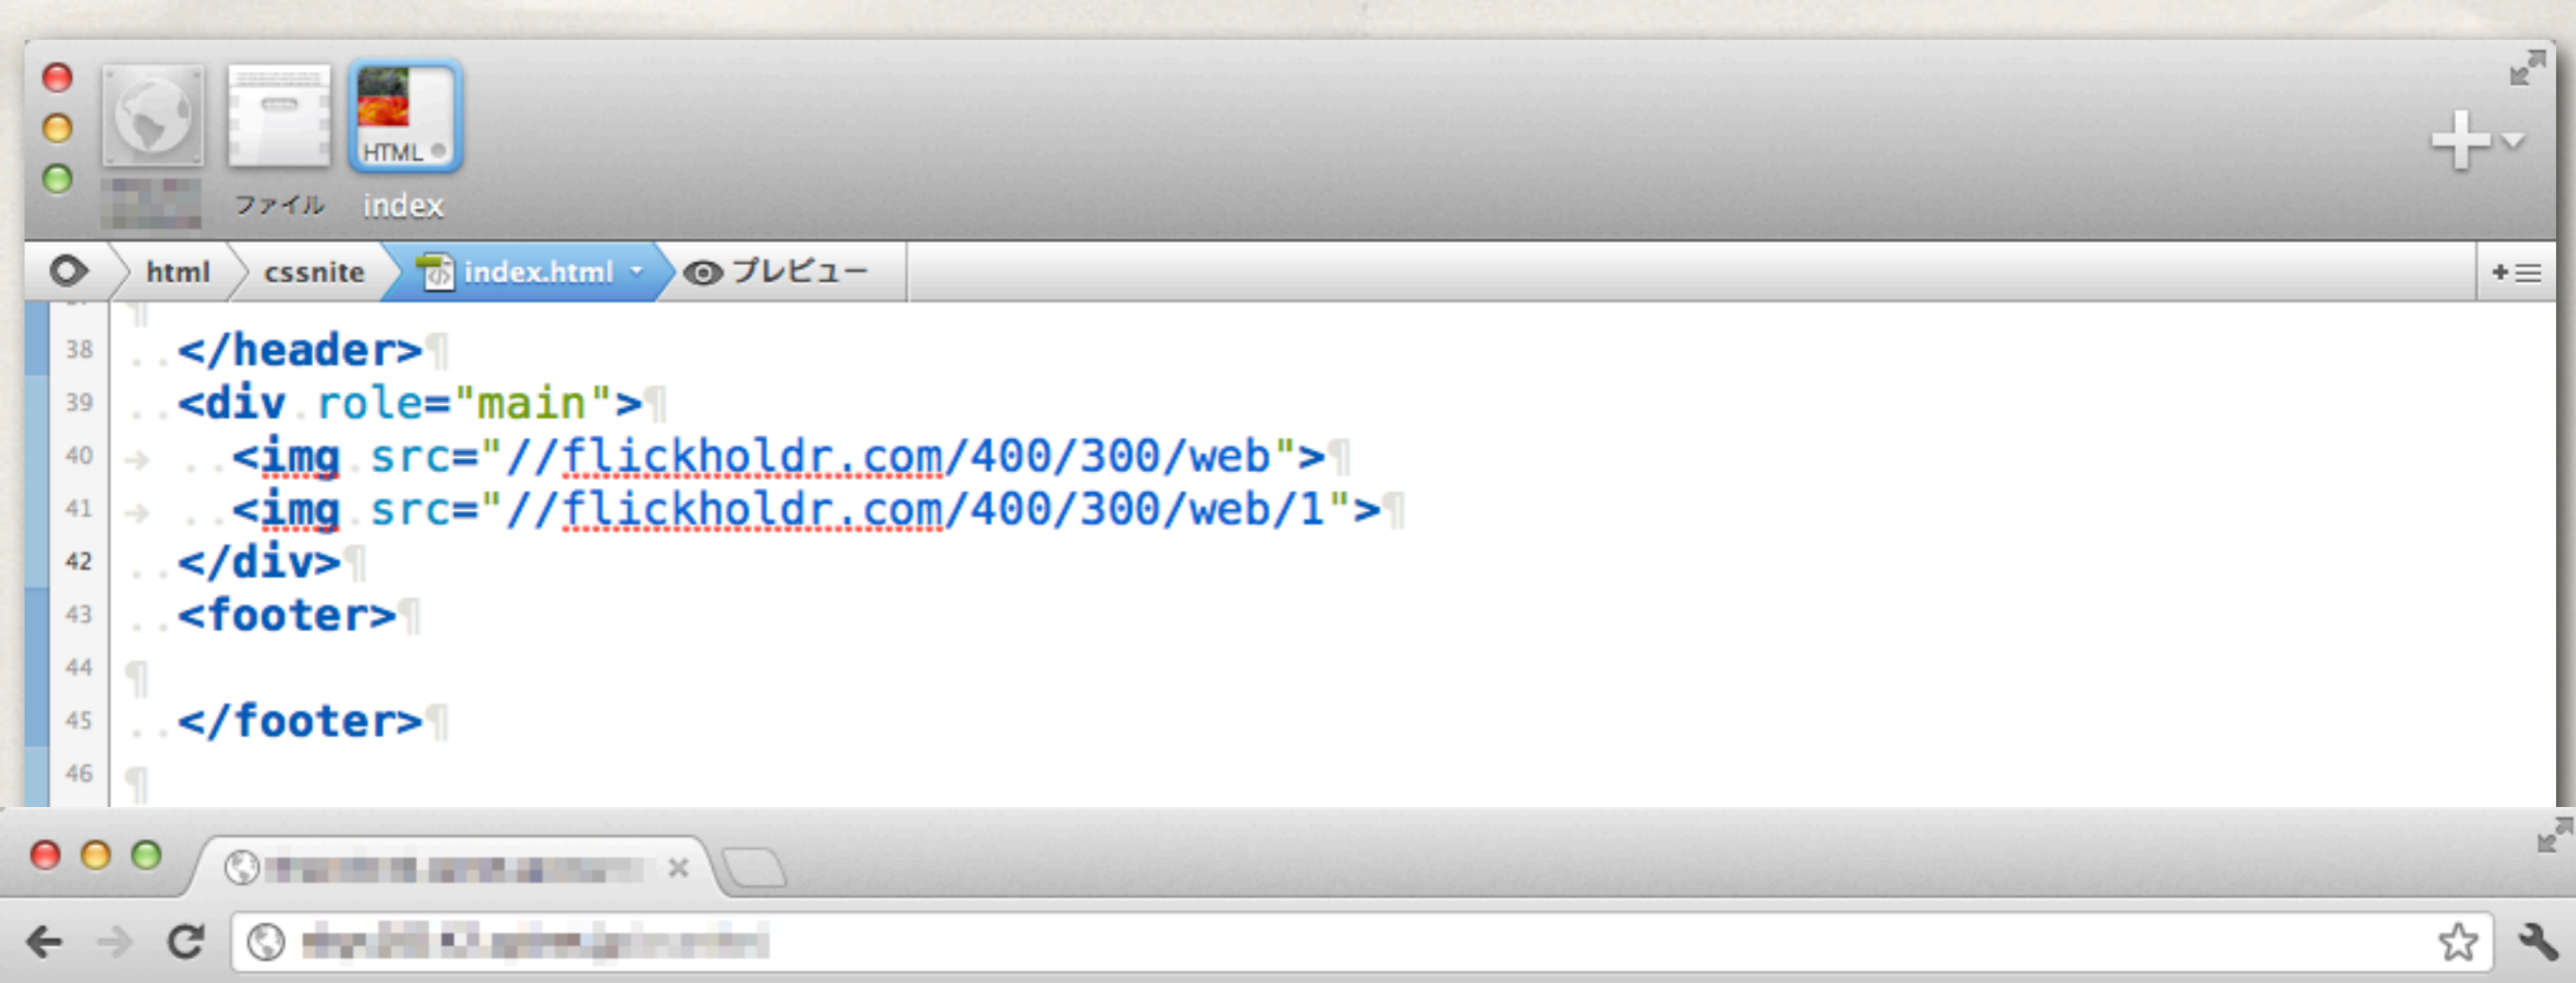 HTML
ファイル index
html cssnite index.html プレビュー
38 </header>
39 <div role="main">
40 <img src="//flickholdr.com/400/300/web">
41 <img src="//flickholdr.com/400/300/web/1">
42 </div>
43 <footer>
44
45 </footer>
46